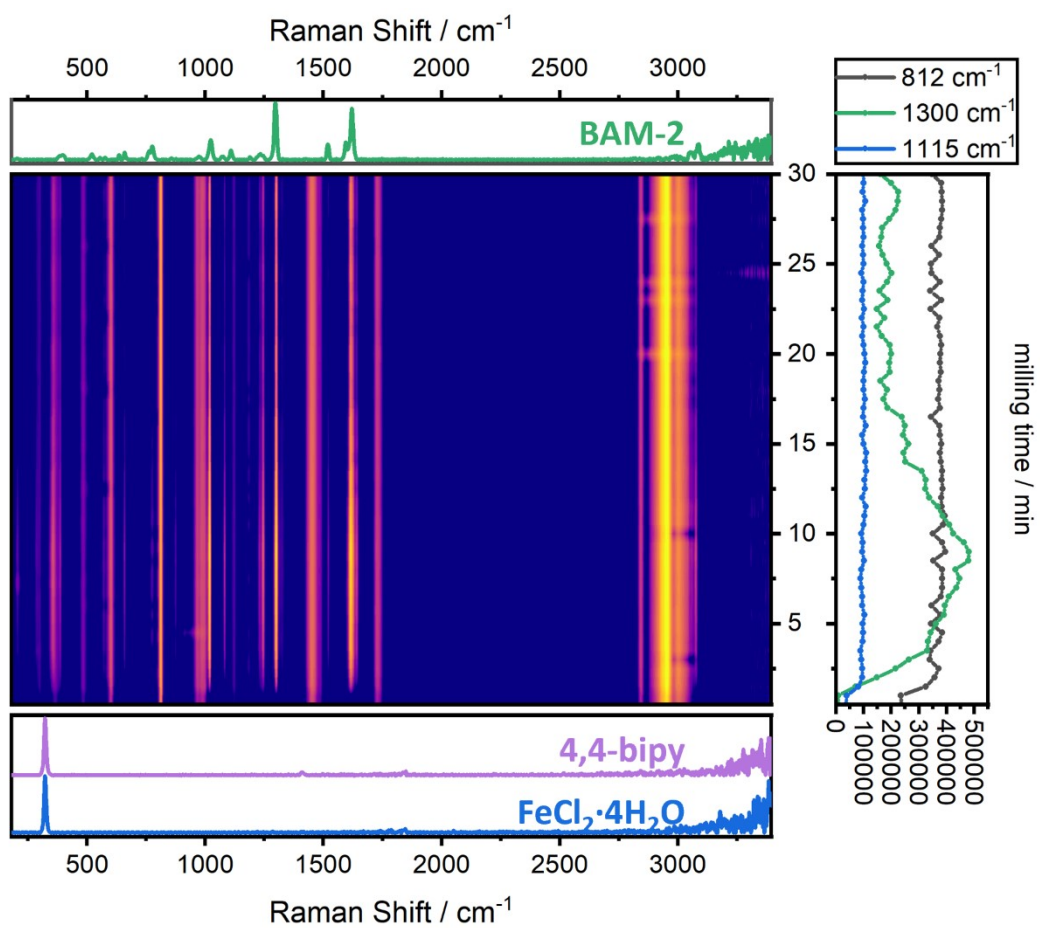 Raman Shift / cm⁻¹
500 1000 1500 2000 2500 3000
BAM-2
812 cm⁻¹
1300 cm⁻¹
1115 cm⁻¹
30
25
20
15
10
5
milling time / min
0 100000 200000 300000 400000 500000
4,4-bipy
FeCl₂·4H₂O
500 1000 1500 2000 2500 3000
Raman Shift / cm⁻¹